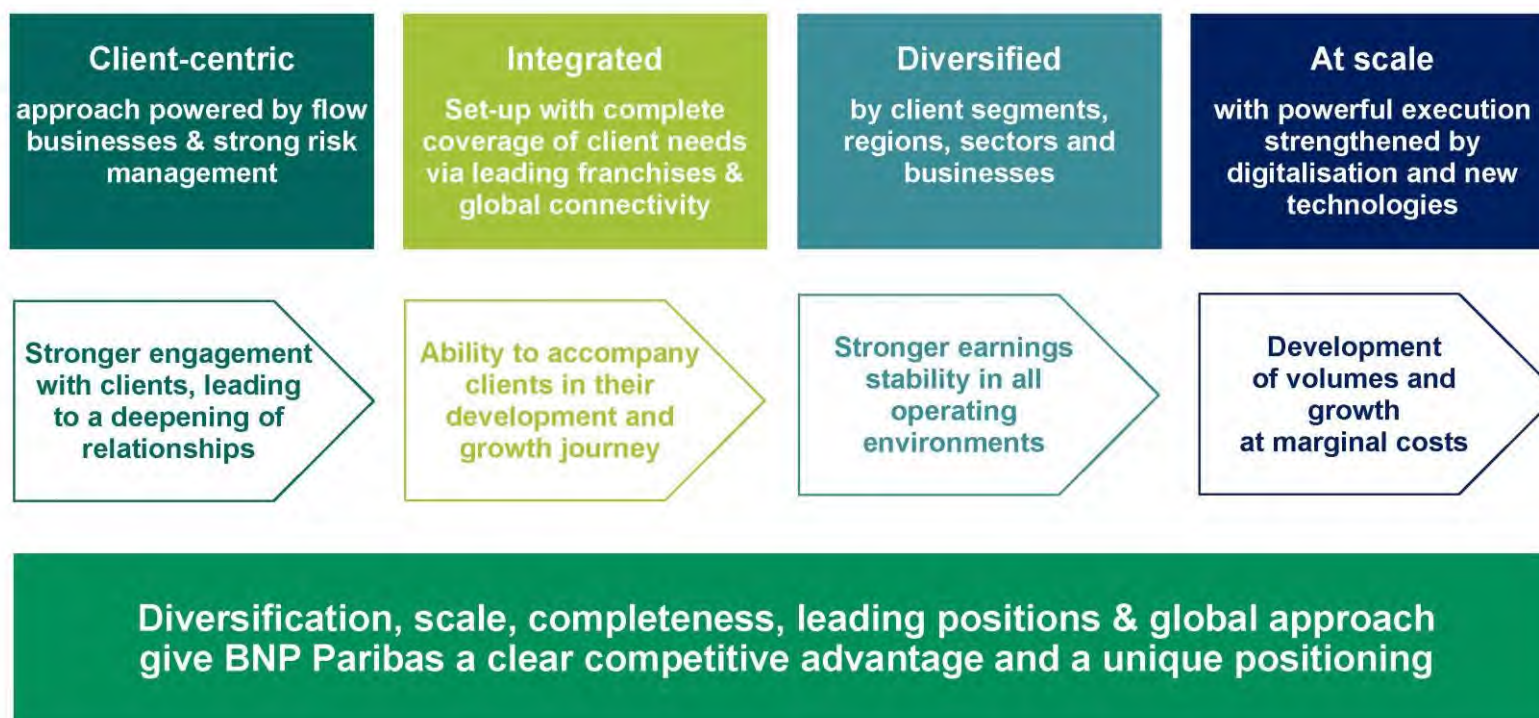 Client-centric
approach powered by flow
businesses & strong risk
management
Integrated
Set-up with complete
coverage of client needs
via leading franchises &
global connectivity
Diversified
by client segments,
regions, sectors and
businesses
At scale
with powerful execution
strengthened by
digitalisation and new
technologies
Stronger engagement
with clients, leading
to a deepening of
relationships
Ability to accompany
clients in their
development and
growth journey
Stronger earnings
stability in all
operating
environments
Development
of volumes and
growth
at marginal costs
Diversification, scale, completeness, leading positions & global approach
give BNP Paribas a clear competitive advantage and a unique positioning